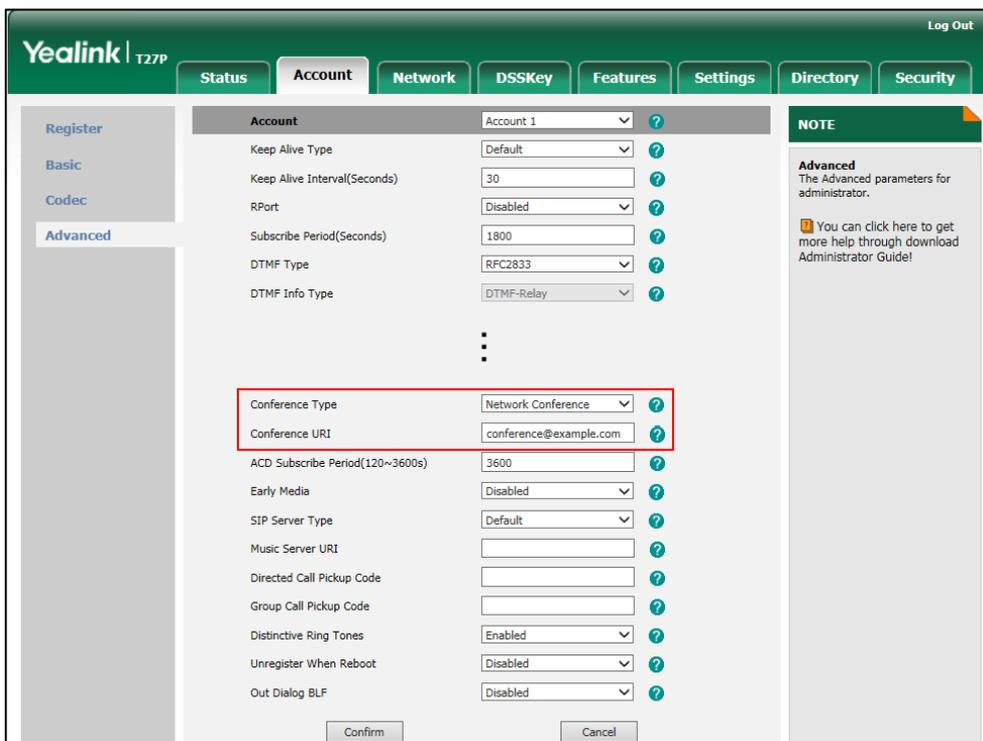 Log Out
Yealink T27P
Status Account Network DSSKey Features Settings Directory Security
Register
Basic
Codec
Advanced
Account Account 1 ?
Keep Alive Type Default ?
Keep Alive Interval(Seconds) 30 ?
RPort Disabled ?
Subscribe Period(Seconds) 1800 ?
DTMF Type RFC2833 ?
DTMF Info Type DTMF-Relay ?
Conference Type Network Conference ?
Conference URI conference@example.com ?
ACD Subscribe Period(120~3600s) 3600 ?
Early Media Disabled ?
SIP Server Type Default ?
Music Server URI ?
Directed Call Pickup Code ?
Group Call Pickup Code ?
Distinctive Ring Tones Enabled ?
Unregister When Reboot Disabled ?
Out Dialog BLF Disabled ?
Confirm Cancel
NOTE
Advanced
The Advanced parameters for
administrator.
? You can click here to get
more help through download
Administrator Guide!